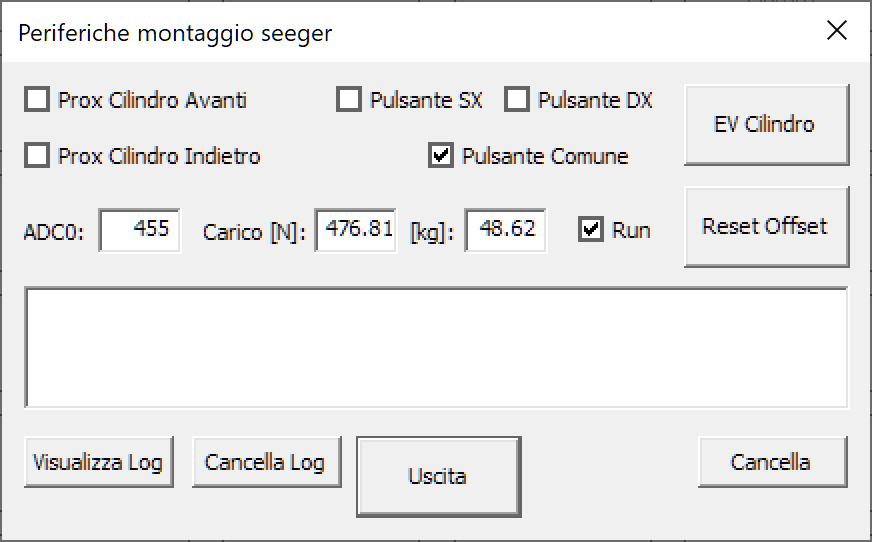 Periferiche montaggio seeger
Prox Cilindro Avanti Pulsante SX Pulsante DX
EV Cilindro
Prox Cilindro Indietro Pulsante Comune
ADC0: 455 Carico [N]: 476.81 [kg]: 48.62 Run
Reset Offset
Visualizza Log Cancella Log Uscita Cancella